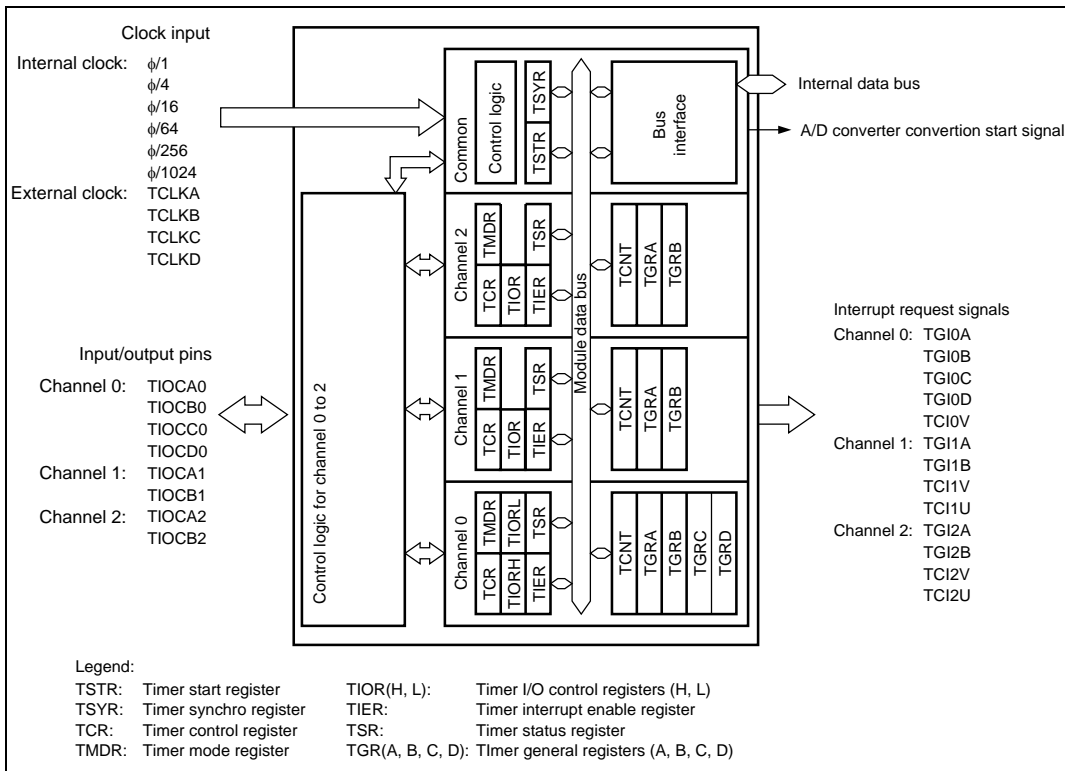 Clock input
Internal clock: ϕ/1
ϕ/4
ϕ/16
ϕ/64
ϕ/256
ϕ/1024
External clock: TCLKA
TCLKB
TCLKC
TCLKD
Input/output pins
Channel 0: TIOCA0
TIOCB0
TIOCC0
TIOCD0
Channel 1: TIOCA1
TIOCB1
Channel 2: TIOCA2
TIOCB2
Control logic for channel 0 to 2
Common
Control logic
TSTR TSYR
Bus
interface
Channel 2
TMDR TSR
TCR TIOR TIER
TCNT TGRA TGRB
Channel 1
TMDR TSR
TCR TIOR TIER
TCNT TGRA TGRB
Channel 0
TMDR TIORL TSR
TCR TIORH TIER
TCNT TGRA TGRB TGRC TGRD
Module data bus
Internal data bus
A/D converter convertion start signal
Interrupt request signals
Channel 0: TGI0A
TGI0B
TGI0C
TGI0D
TCI0V
Channel 1: TGI1A
TGI1B
TCI1V
TCI1U
Channel 2: TGI2A
TGI2B
TCI2V
TCI2U
Legend:
TSTR: Timer start register
TSYR: Timer synchro register
TCR: Timer control register
TMDR: Timer mode register
TIOR(H, L): Timer I/O control registers (H, L)
TIER: Timer interrupt enable register
TSR: Timer status register
TGR(A, B, C, D): TImer general registers (A, B, C, D)